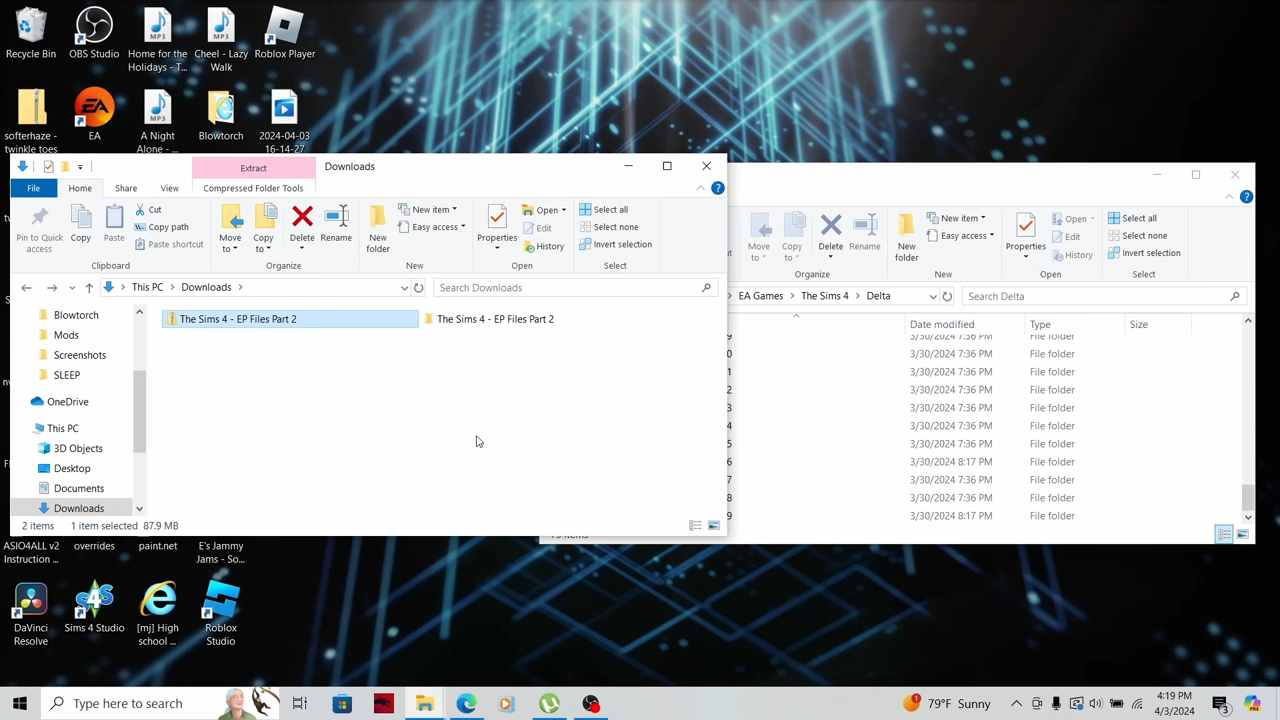 Recycle Bin
OBS Studio
Home for the
Holidays - T...
Cheel - Lazy
Walk
Roblox Player
softerhaze -
twinkle toes
EA
A Night
Alone - ...
Blowtorch
2024-04-03
16-14-27
Extract
Downloads
File
Home
Share
View
Compressed Folder Tools
Pin to Quick
access
Copy
Paste
Cut
Copy path
Paste shortcut
Clipboard
Move
to
Copy
to
Delete
Rename
Organize
New
folder
New item
Easy access
New
Properties
Open
Edit
History
Open
Select all
Select none
Invert selection
Select
This PC
Downloads
Search Downloads
Blowtorch
Mods
Screenshots
SLEEP
OneDrive
This PC
3D Objects
Desktop
Documents
Downloads
The Sims 4 - EP Files Part 2
The Sims 4 - EP Files Part 2
2 items
1 item selected
87.9 MB
Move
to
Copy
to
Delete
Rename
Organize
New
folder
New item
Easy access
New
Properties
Open
Edit
History
Open
Select all
Select none
Invert selection
Select
EA Games
The Sims 4
Delta
Search Delta
Date modified
Type
Size
9
3/30/2024 7:36 PM
File folder
0
3/30/2024 7:36 PM
File folder
1
3/30/2024 7:36 PM
File folder
2
3/30/2024 7:36 PM
File folder
3
3/30/2024 7:36 PM
File folder
4
3/30/2024 7:36 PM
File folder
5
3/30/2024 7:36 PM
File folder
6
3/30/2024 8:17 PM
File folder
7
3/30/2024 7:36 PM
File folder
8
3/30/2024 7:36 PM
File folder
9
3/30/2024 8:17 PM
File folder
ASIO4ALL v2
Instruction ...
overrides
paint.net
E's Jammy
Jams - So...
DaVinci
Resolve
Sims 4 Studio
[mj] High
school ...
Roblox
Studio
Type here to search
79°F Sunny
4:19 PM
4/3/2024
3